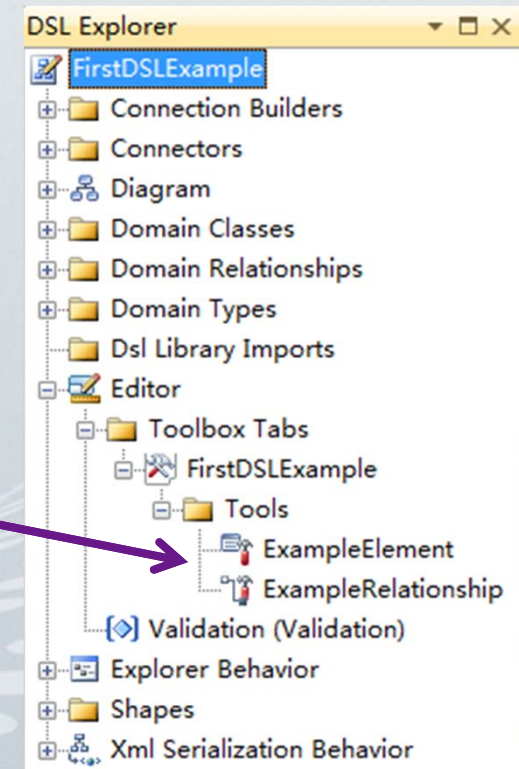 DSL Explorer
FirstDSLExample
Connection Builders
Connectors
Diagram
Domain Classes
Domain Relationships
Domain Types
Dsl Library Imports
Editor
Toolbox Tabs
FirstDSLExample
Tools
ExampleElement
ExampleRelationship
Validation (Validation)
Explorer Behavior
Shapes
Xml Serialization Behavior